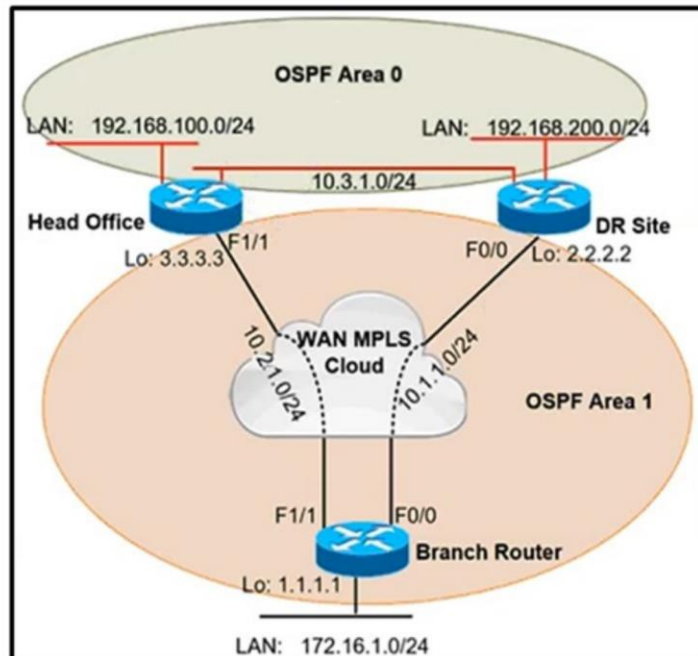 OSPF Area 0
LAN: 192.168.100.0/24
LAN: 192.168.200.0/24
10.3.1.0/24
Head Office
DR Site
F1/1
F0/0
Lo: 3.3.3.3
Lo: 2.2.2.2
WAN MPLS
Cloud
10.2.1.0/24
10.1.1.0/24
OSPF Area 1
F1/1
F0/0
Branch Router
Lo: 1.1.1.1
LAN: 172.16.1.0/24